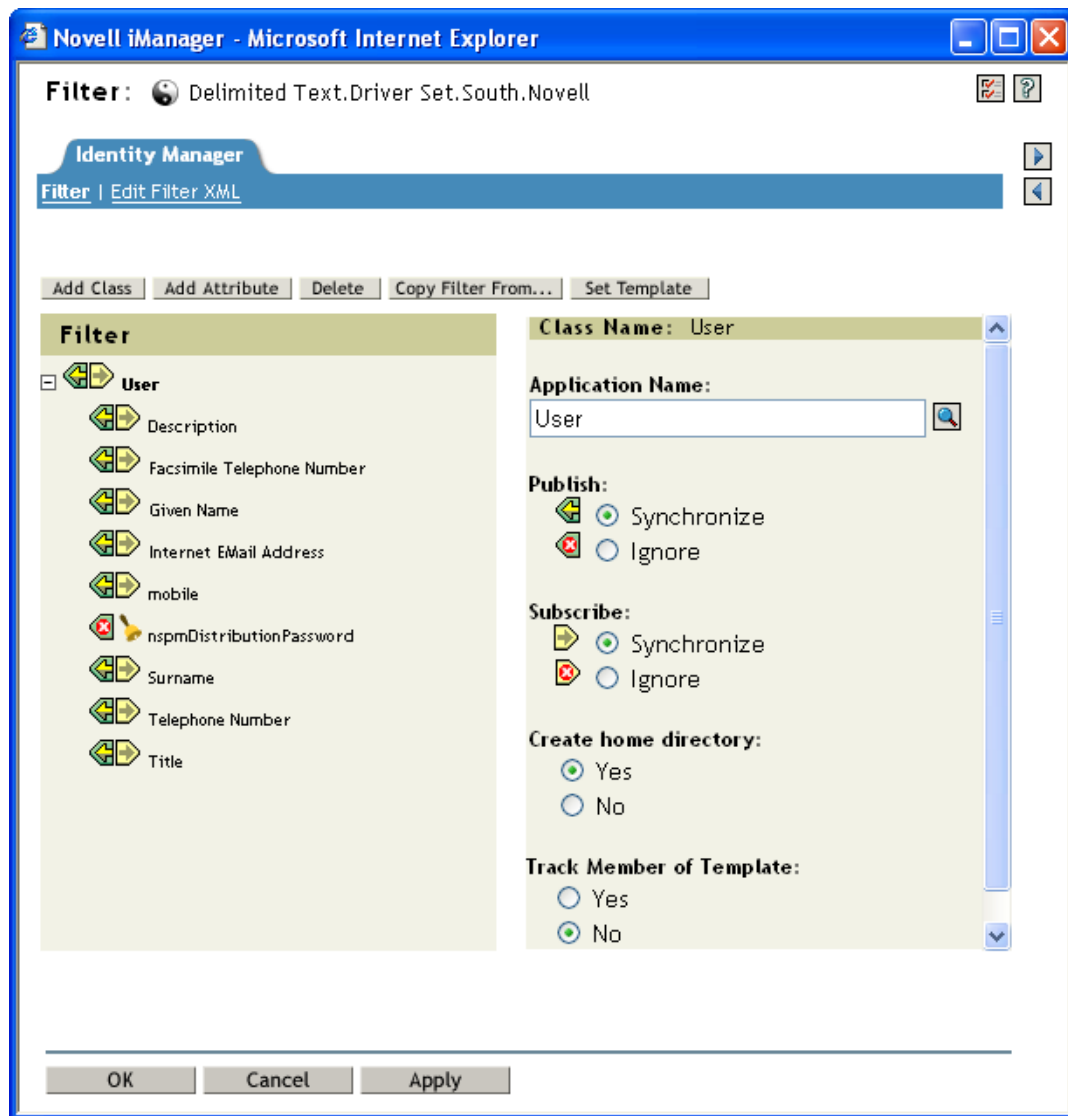 Novell iManager - Microsoft Internet Explorer
Filter: Delimited Text.Driver Set.South.Novell
Identity Manager
Filter | Edit Filter XML
Add Class Add Attribute Delete Copy Filter From... Set Template
Filter
User
Description
Facsimile Telephone Number
Given Name
Internet EMail Address
mobile
nspmDistributionPassword
Surname
Telephone Number
Title
Class Name: User
Application Name:
User
Publish:
Synchronize
Ignore
Subscribe:
Synchronize
Ignore
Create home directory:
Yes
No
Track Member of Template:
Yes
No
OK Cancel Apply